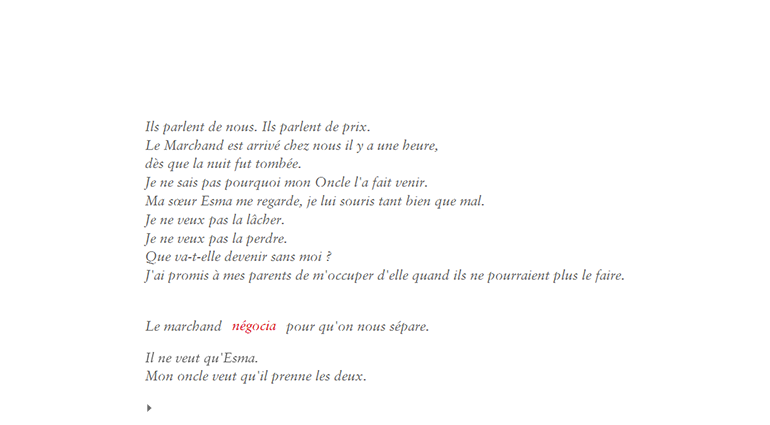 Ils parlent de nous. Ils parlent de prix.
Le Marchand est arrivé chez nous il y a une heure,
dès que la nuit fut tombée.
Je ne sais pas pourquoi mon Oncle l'a fait venir.
Ma sœur Esma me regarde, je lui souris tant bien que mal.
Je ne veux pas la lâcher.
Je ne veux pas la perdre.
Que va-t-elle devenir sans moi ?
J'ai promis à mes parents de m'occuper d'elle quand ils ne pourraient plus le faire.
Le marchand négocia pour qu'on nous sépare.
Il ne veut qu'Esma.
Mon oncle veut qu'il prenne les deux.